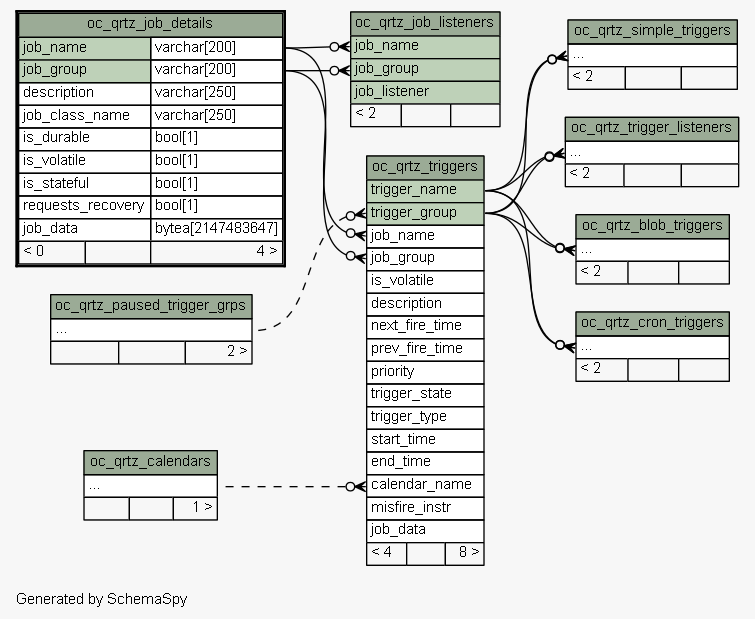 oc_qrtz_job_details
job_name varchar[200]
job_group varchar[200]
description varchar[250]
job_class_name varchar[250]
is_durable bool[1]
is_volatile bool[1]
is_stateful bool[1]
requests_recovery bool[1]
job_data bytea[2147483647]
< 0 4 >
oc_qrtz_job_listeners
job_name
job_group
job_listener
< 2
oc_qrtz_simple_triggers
...
< 2
oc_qrtz_trigger_listeners
...
< 2
oc_qrtz_triggers
trigger_name
trigger_group
job_name
job_group
is_volatile
description
next_fire_time
prev_fire_time
priority
trigger_state
trigger_type
start_time
end_time
calendar_name
misfire_instr
job_data
< 4 8 >
oc_qrtz_blob_triggers
...
< 2
oc_qrtz_cron_triggers
...
< 2
oc_qrtz_paused_trigger_grps
...
2 >
oc_qrtz_calendars
...
1 >
Generated by SchemaSpy